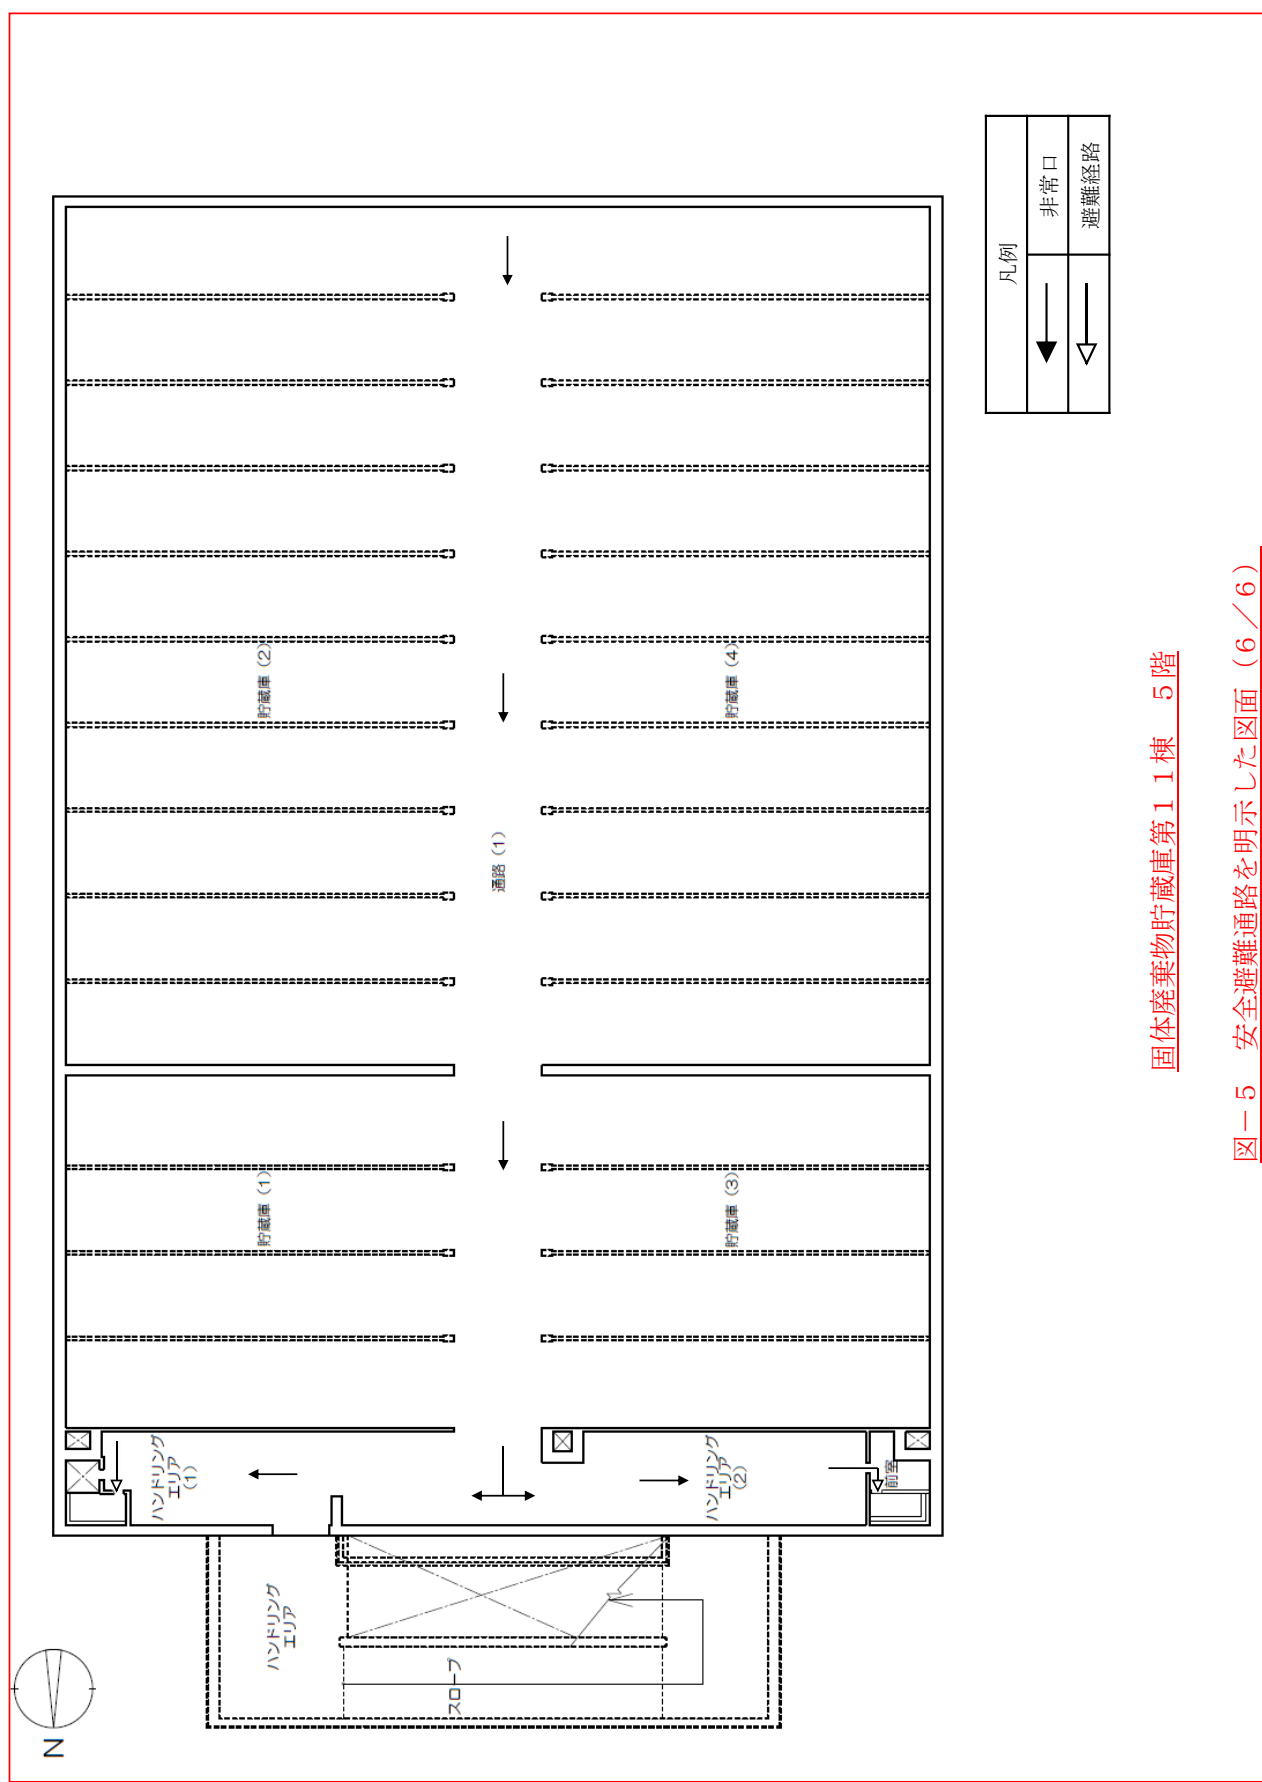 凡例
非常口
避難経路
貯蔵庫（2）
貯蔵庫（4）
通路（1）
貯蔵庫（1）
貯蔵庫（3）
ハンドリング
エリア
（1）
ハンドリング
エリア
（2）
前室
ハンドリング
エリア
スロープ
N
固体廃棄物貯蔵庫第１１棟　５階
図－５　安全避難通路を明示した図面（６／６）